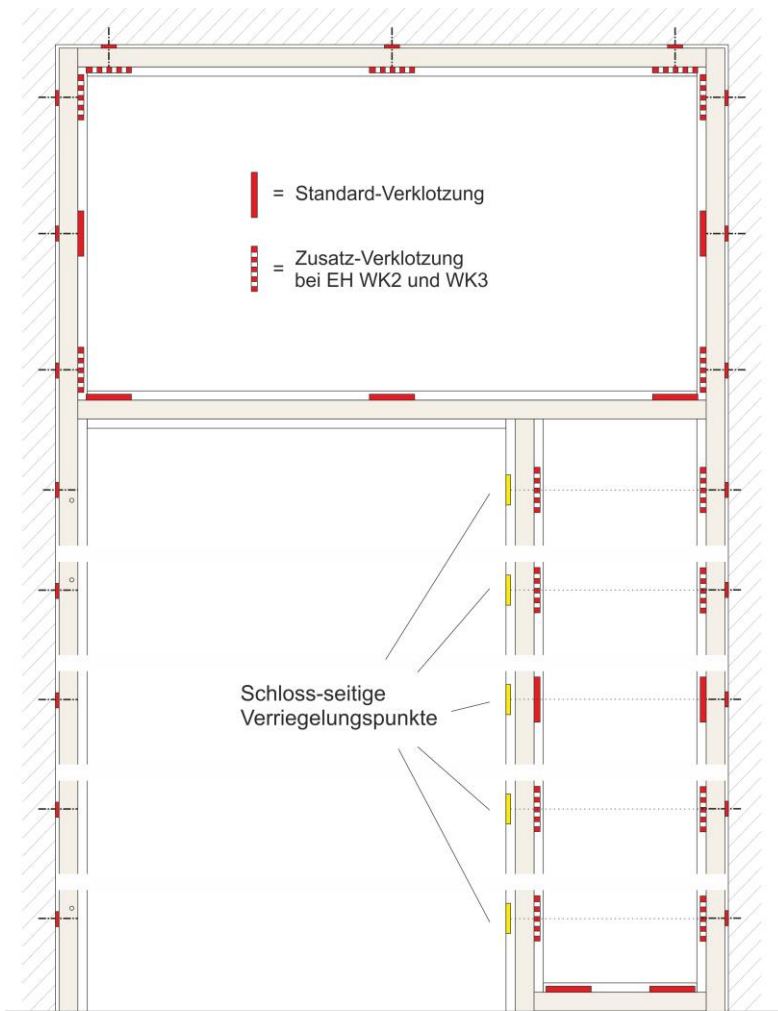 = Standard-Verklotzung
= Zusatz-Verklotzung
bei EH WK2 und WK3
Schloss-seitige
Verriegelungspunkte